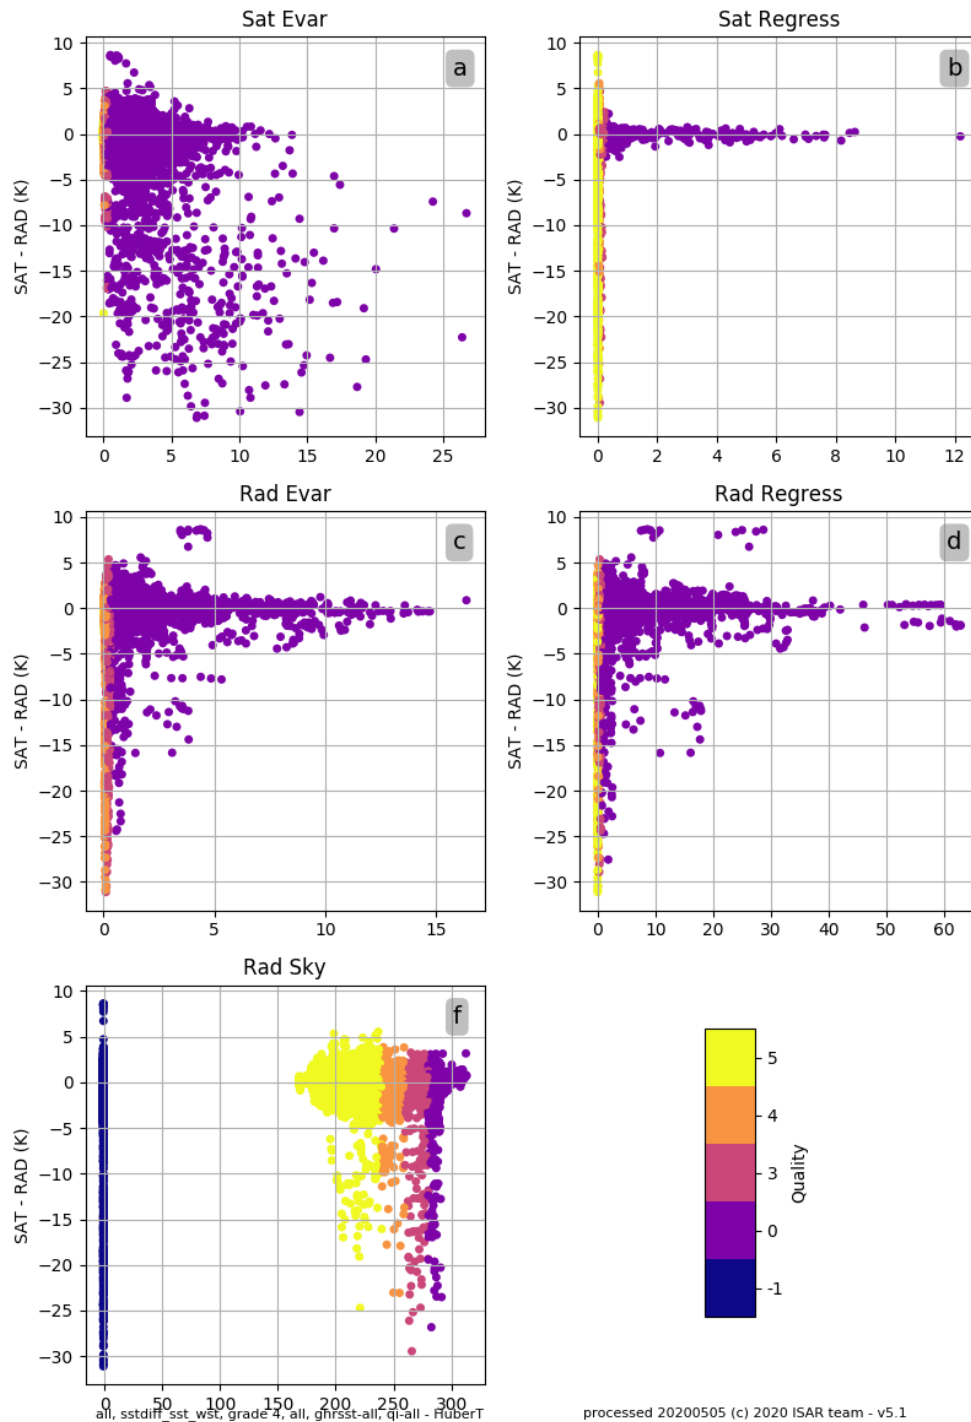 Sat Evar
Sat Regress
a
b
10
5
0
−5
−10
−15
−20
−25
−30
SAT - RAD (K)
0 5 10 15 20 25
10
5
0
−5
−10
−15
−20
−25
−30
SAT - RAD (K)
0 2 4 6 8 10 12
Rad Evar
Rad Regress
c
d
10
5
0
−5
−10
−15
−20
−25
−30
SAT - RAD (K)
0 5 10 15
10
5
0
−5
−10
−15
−20
−25
−30
SAT - RAD (K)
0 10 20 30 40 50 60
Rad Sky
f
10
5
0
−5
−10
−15
−20
−25
−30
SAT - RAD (K)
0 50 100 150 200 250 300
5
4
3
0
-1
Quality
all, sstdiff_sst_wst, grade 4, all, ghrsst-all, qi-all - HuberT
processed 20200505 (c) 2020 ISAR team - v5.1